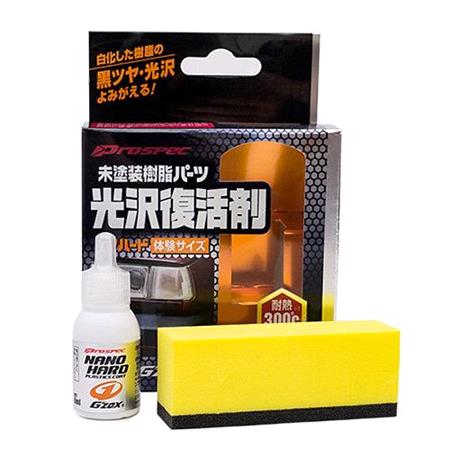 白化した樹脂の
黒ツヤ・光沢
よみがえる!
Prospec
未塗装樹脂パーツ
光沢復活剤
ハード 体験サイズ
耐熱
300℃
Prospec
NANO
HARD
PLASTICS COAT
G'ZOX
G'ZOX